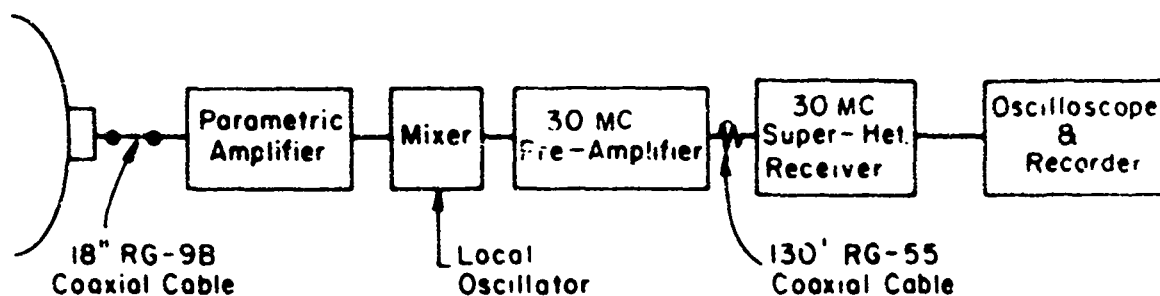 Parametric
Amplifier
Mixer
30 MC
Pre-Amplifier
30 MC
Super-Het.
Receiver
Oscilloscope
&
Recorder
18" RG-9B
Coaxial Cable
Local
Oscillator
130' RG-55
Coaxial Cable